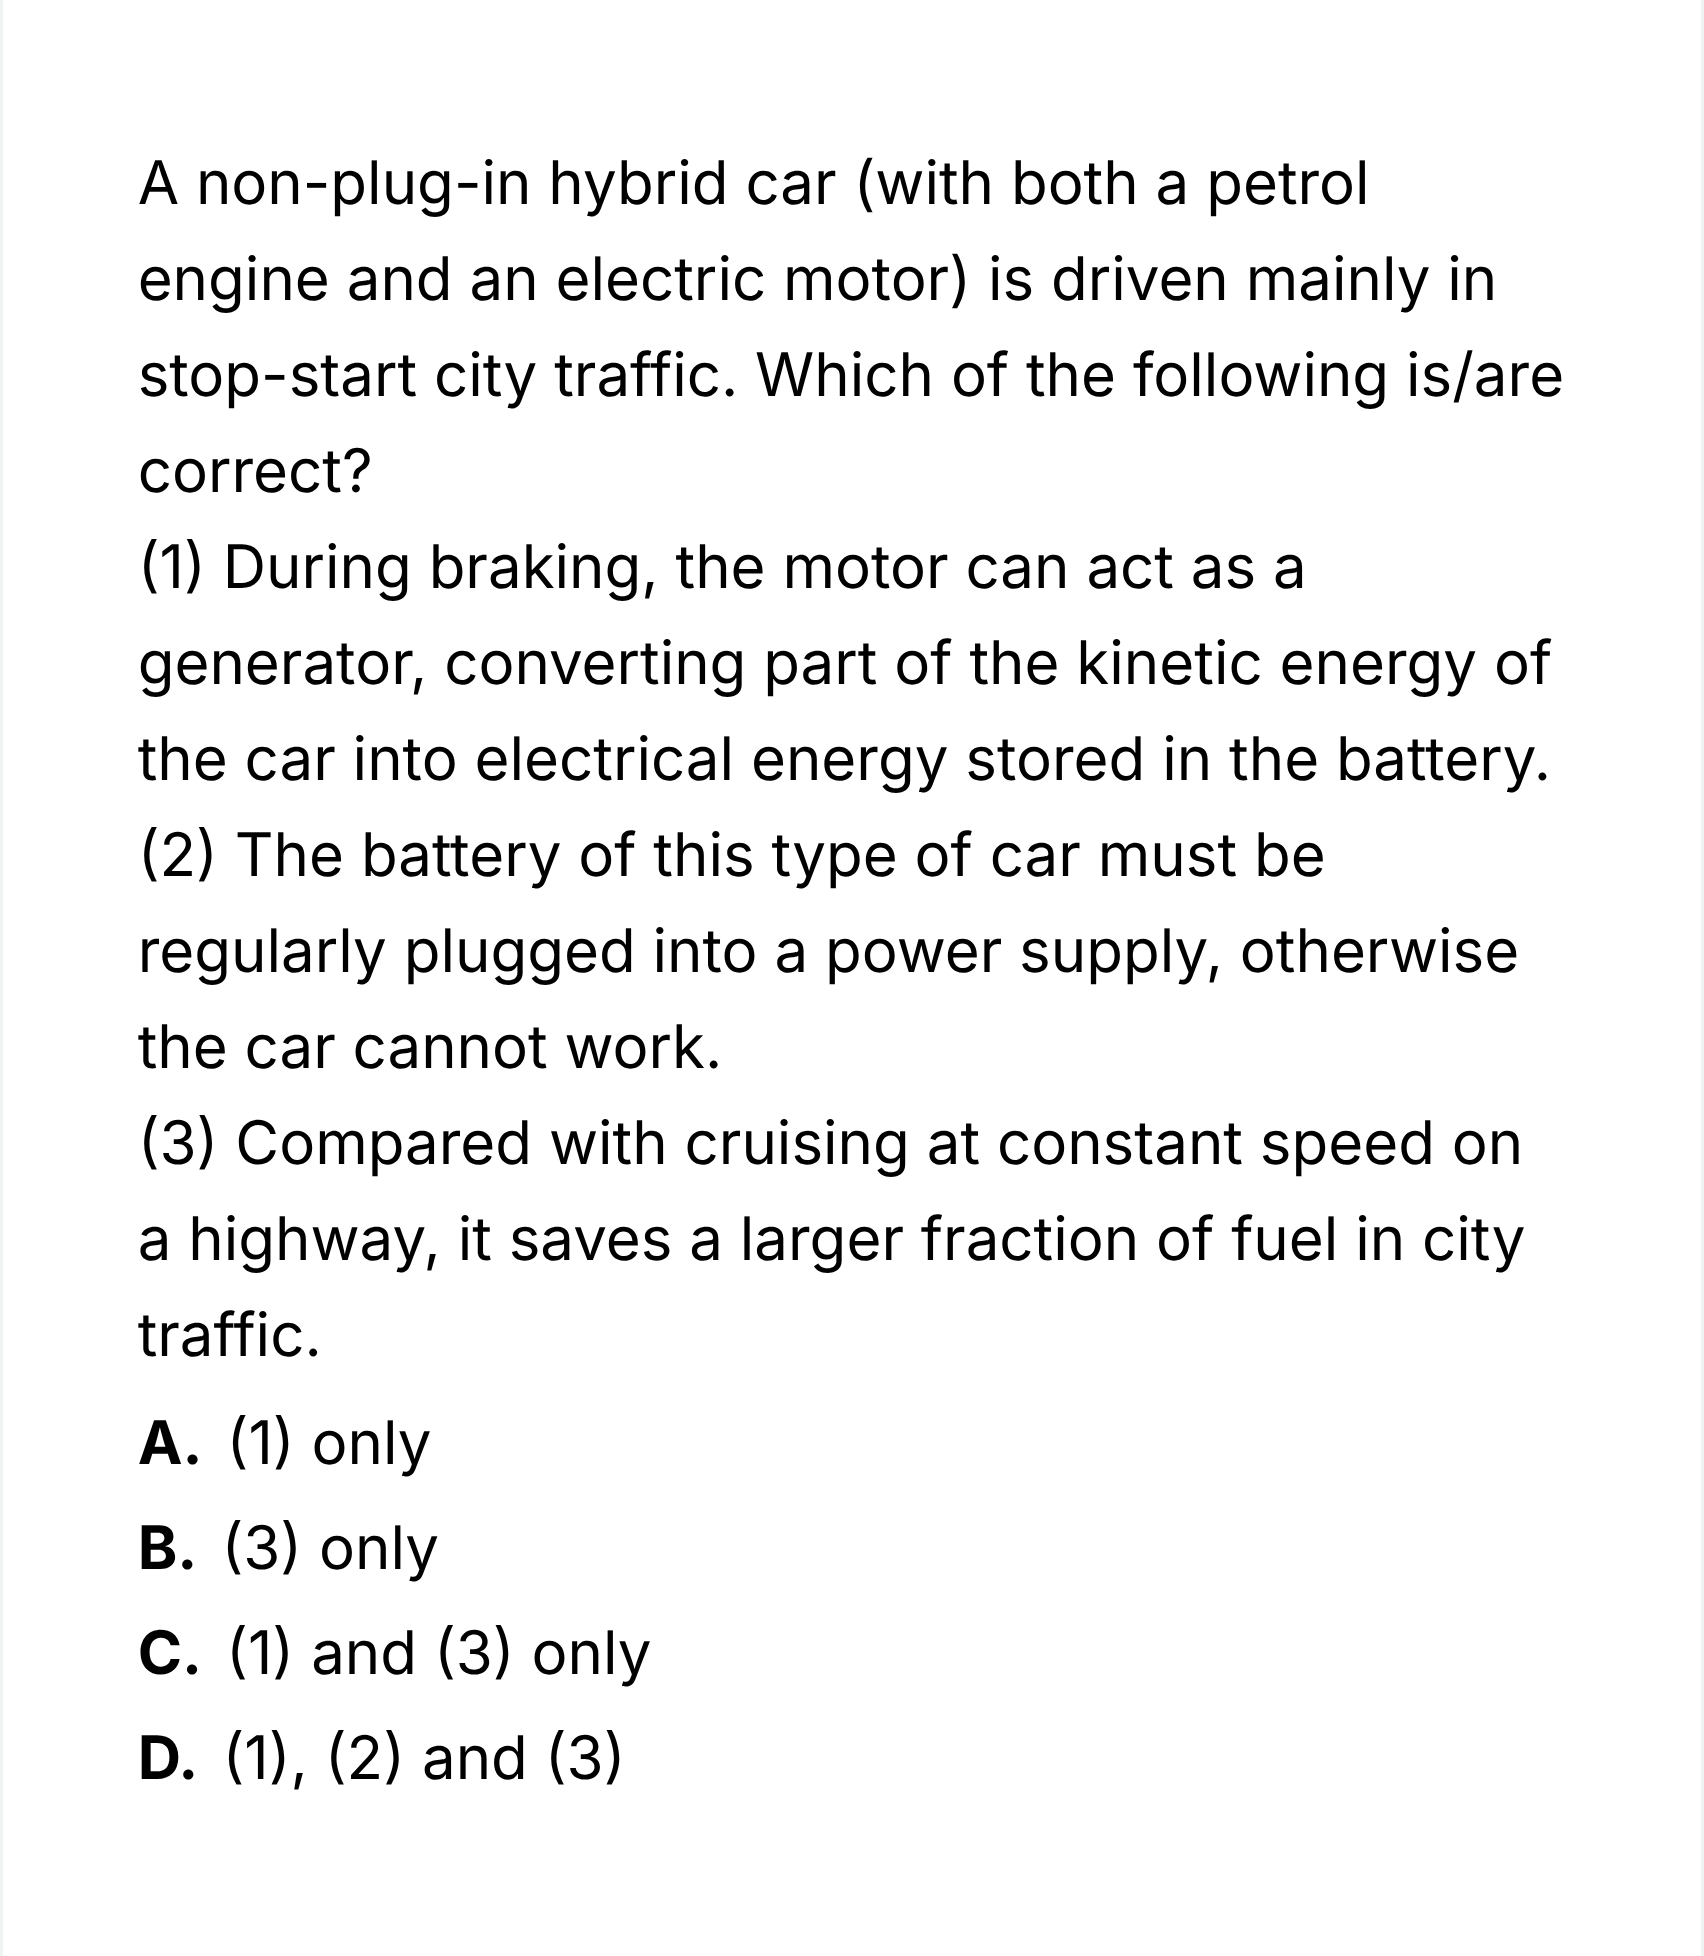 A non-plug-in hybrid car (with both a petrol
engine and an electric motor) is driven mainly in
stop-start city traffic. Which of the following is/are
correct?
(1) During braking, the motor can act as a
generator, converting part of the kinetic energy of
the car into electrical energy stored in the battery.
(2) The battery of this type of car must be
regularly plugged into a power supply, otherwise
the car cannot work.
(3) Compared with cruising at constant speed on
a highway, it saves a larger fraction of fuel in city
traffic.
A. (1) only
B. (3) only
C. (1) and (3) only
D. (1), (2) and (3)